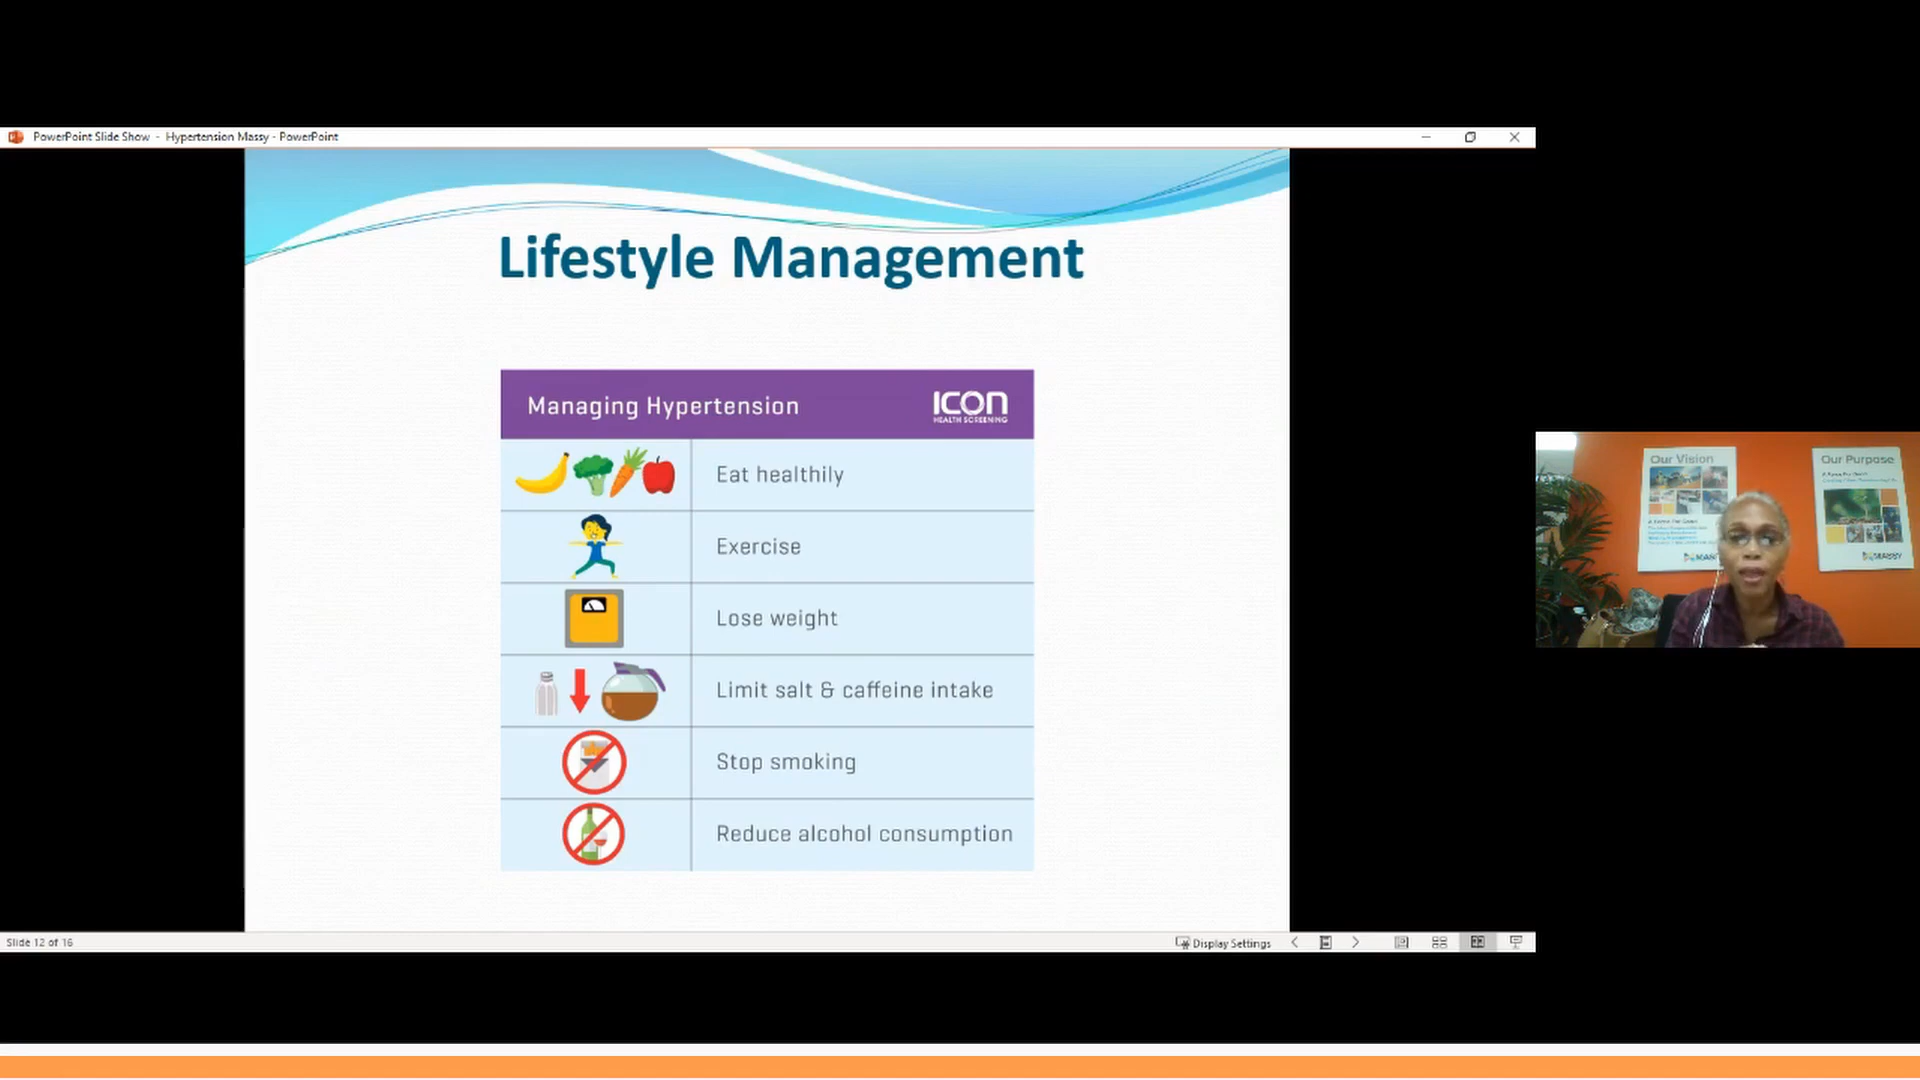 PowerPoint Slide Show - Hypertension Massy - PowerPoint
Lifestyle Management
Managing Hypertension
ICON
HEALTH SCREENING
Eat healthily
Exercise
Lose weight
Limit salt & caffeine intake
Stop smoking
Reduce alcohol consumption
Our Vision
Our Purpose
MASSY
Slide 12 of 16
Display Settings